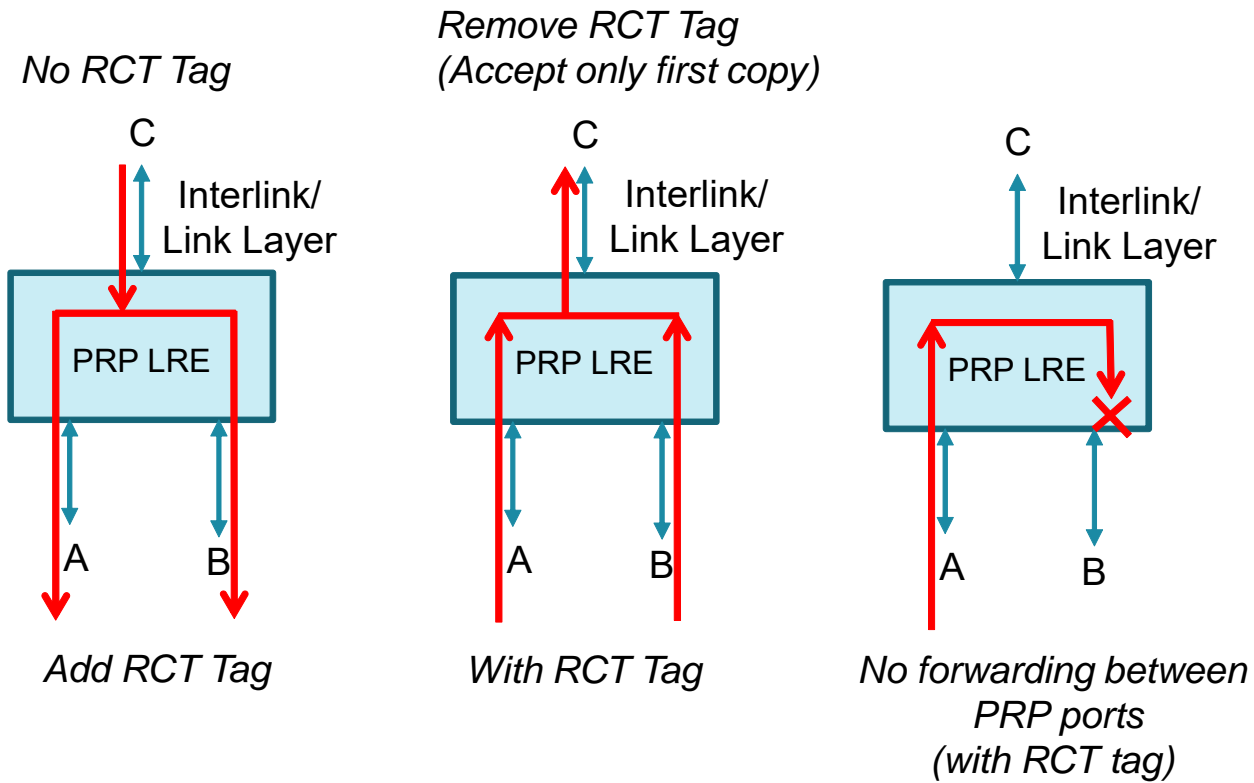 No RCT Tag
C
Interlink/
Link Layer
PRP LRE
A
B
Add RCT Tag
Remove RCT Tag
(Accept only first copy)
C
Interlink/
Link Layer
PRP LRE
A
B
With RCT Tag
C
Interlink/
Link Layer
PRP LRE
A
B
No forwarding between
PRP ports
(with RCT tag)